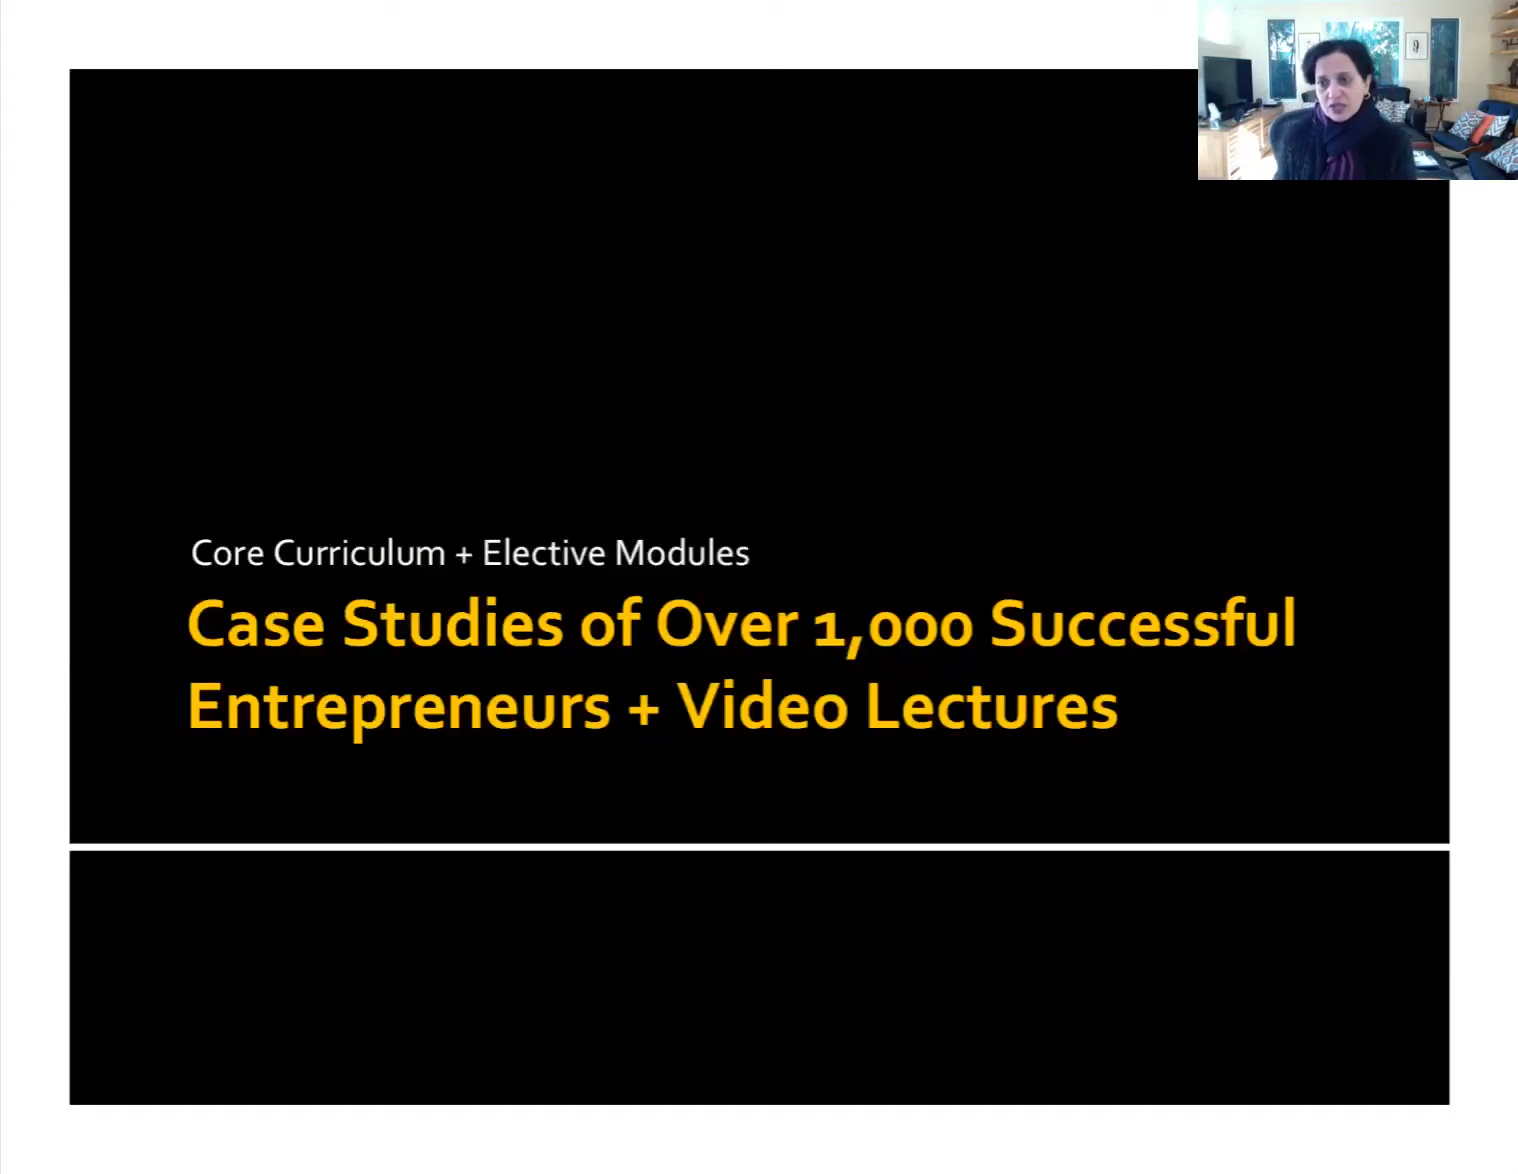 Core Curriculum + Elective Modules
Case Studies of Over 1,000 Successful
Entrepreneurs + Video Lectures